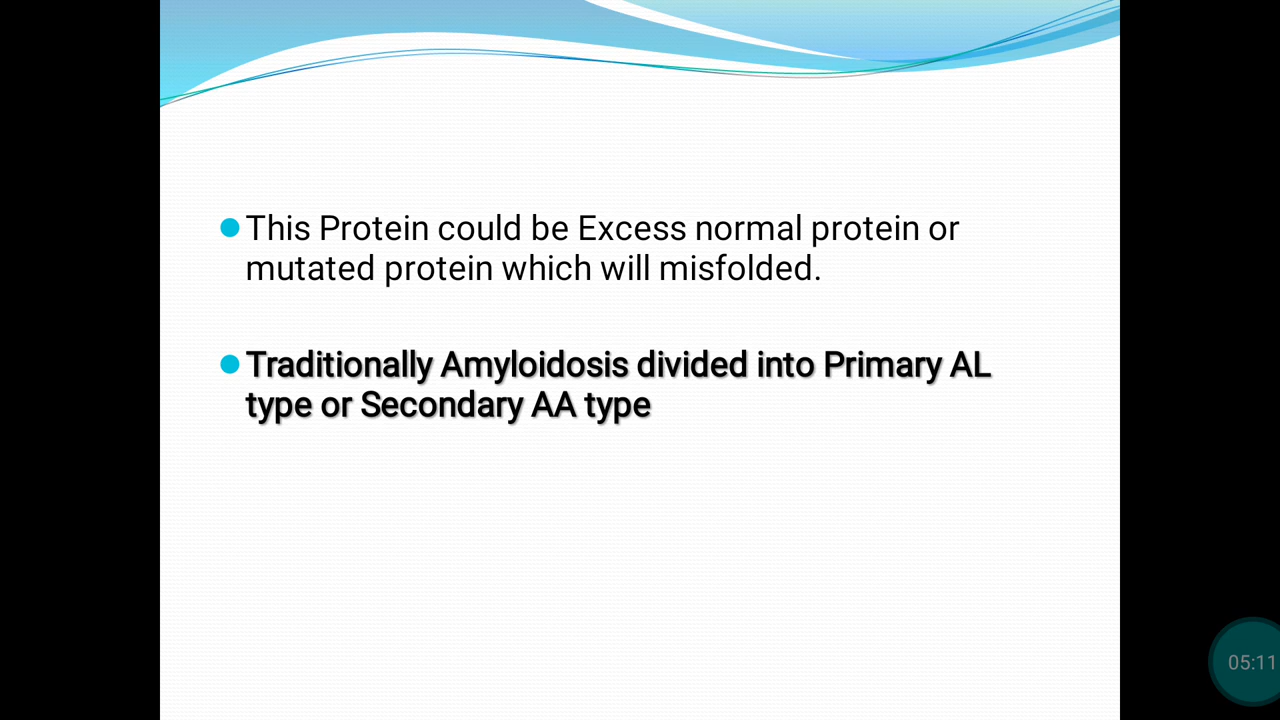 This Protein could be Excess normal protein or
mutated protein which will misfolded.
Traditionally Amyloidosis divided into Primary AL
type or Secondary AA type
05:11